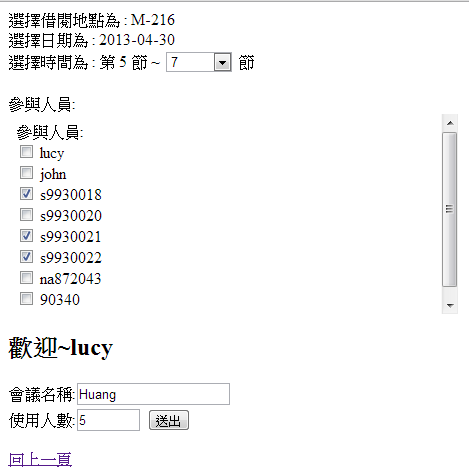 選擇借閱地點為 : M-216
選擇日期為 : 2013-04-30
選擇時間為 : 第 5 節 ~ 7 節
參與人員:
參與人員:
lucy
john
s9930018
s9930020
s9930021
s9930022
na872043
90340
歡迎~lucy
會議名稱: Huang
使用人數: 5 送出
回上一頁